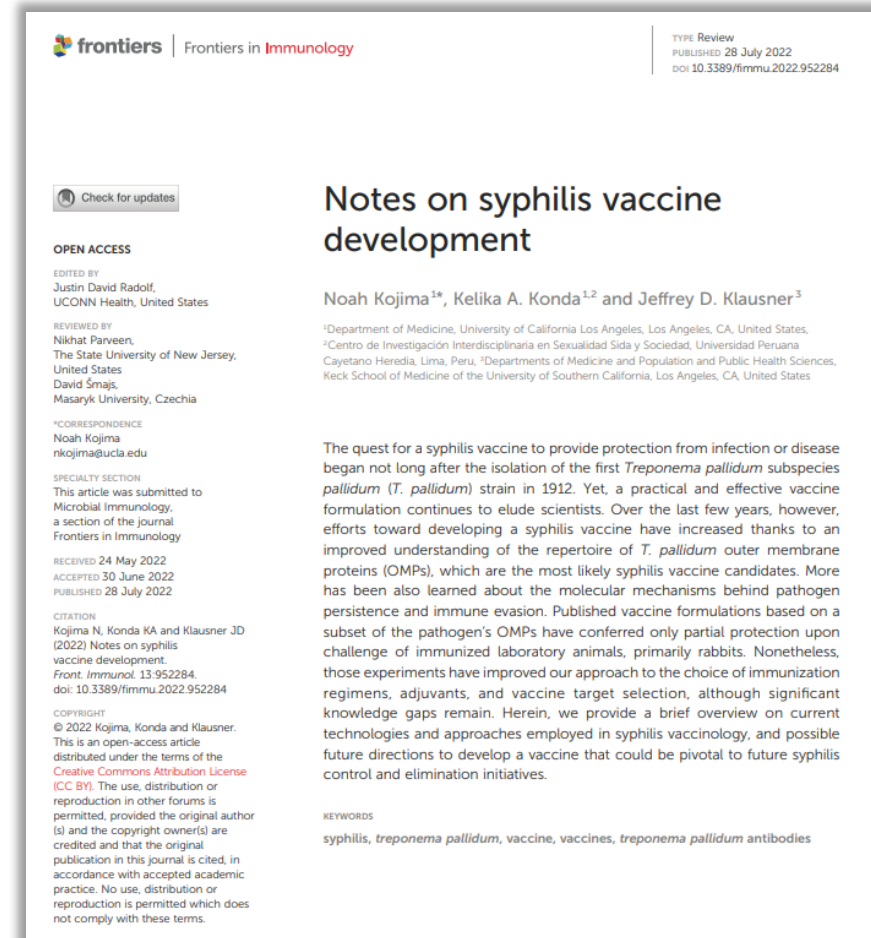 frontiers | Frontiers in Immunology
TYPE Review
PUBLISHED 28 July 2022
DOI 10.3389/fimmu.2022.952284
Check for updates
OPEN ACCESS
EDITED BY
Justin David Radolf,
UCONN Health, United States
REVIEWED BY
Nikhat Parveen,
The State University of New Jersey,
United States
David Šmajs,
Masaryk University, Czechia
*CORRESPONDENCE
Noah Kojima
nkojima@ucla.edu
SPECIALTY SECTION
This article was submitted to
Microbial Immunology,
a section of the journal
Frontiers in Immunology
RECEIVED 24 May 2022
ACCEPTED 30 June 2022
PUBLISHED 28 July 2022
CITATION
Kojima N, Konda KA and Klausner JD
(2022) Notes on syphilis
vaccine development.
Front. Immunol. 13:952284.
doi: 10.3389/fimmu.2022.952284
COPYRIGHT
© 2022 Kojima, Konda and Klausner.
This is an open-access article
distributed under the terms of the
Creative Commons Attribution License
(CC BY). The use, distribution or
reproduction in other forums is
permitted, provided the original author
(s) and the copyright owner(s) are
credited and that the original
publication in this journal is cited, in
accordance with accepted academic
practice. No use, distribution or
reproduction is permitted which does
not comply with these terms.
Notes on syphilis vaccine
development
Noah Kojima1*, Kelika A. Konda1,2 and Jeffrey D. Klausner3
1Department of Medicine, University of California Los Angeles, Los Angeles, CA, United States,
2Centro de Investigación Interdisciplinaria en Sexualidad Sida y Sociedad, Universidad Peruana
Cayetano Heredia, Lima, Peru, 3Departments of Medicine and Population and Public Health Sciences,
Keck School of Medicine of the University of Southern California, Los Angeles, CA, United States
The quest for a syphilis vaccine to provide protection from infection or disease
began not long after the isolation of the first Treponema pallidum subspecies
pallidum (T. pallidum) strain in 1912. Yet, a practical and effective vaccine
formulation continues to elude scientists. Over the last few years, however,
efforts toward developing a syphilis vaccine have increased thanks to an
improved understanding of the repertoire of T. pallidum outer membrane
proteins (OMPs), which are the most likely syphilis vaccine candidates. More
has been also learned about the molecular mechanisms behind pathogen
persistence and immune evasion. Published vaccine formulations based on a
subset of the pathogen's OMPs have conferred only partial protection upon
challenge of immunized laboratory animals, primarily rabbits. Nonetheless,
those experiments have improved our approach to the choice of immunization
regimens, adjuvants, and vaccine target selection, although significant
knowledge gaps remain. Herein, we provide a brief overview on current
technologies and approaches employed in syphilis vaccinology, and possible
future directions to develop a vaccine that could be pivotal to future syphilis
control and elimination initiatives.
KEYWORDS
syphilis, treponema pallidum, vaccine, vaccines, treponema pallidum antibodies